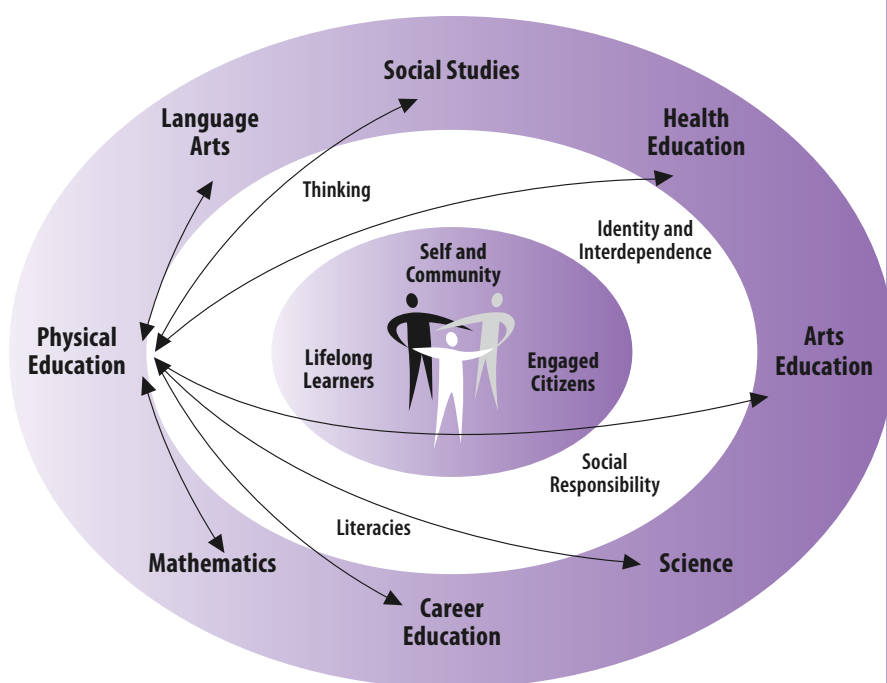 Social Studies
Language
Arts
Health
Education
Thinking
Identity and
Interdependence
Self and
Community
Physical
Education
Lifelong
Learners
Engaged
Citizens
Arts
Education
Social
Responsibility
Literacies
Mathematics
Science
Career
Education